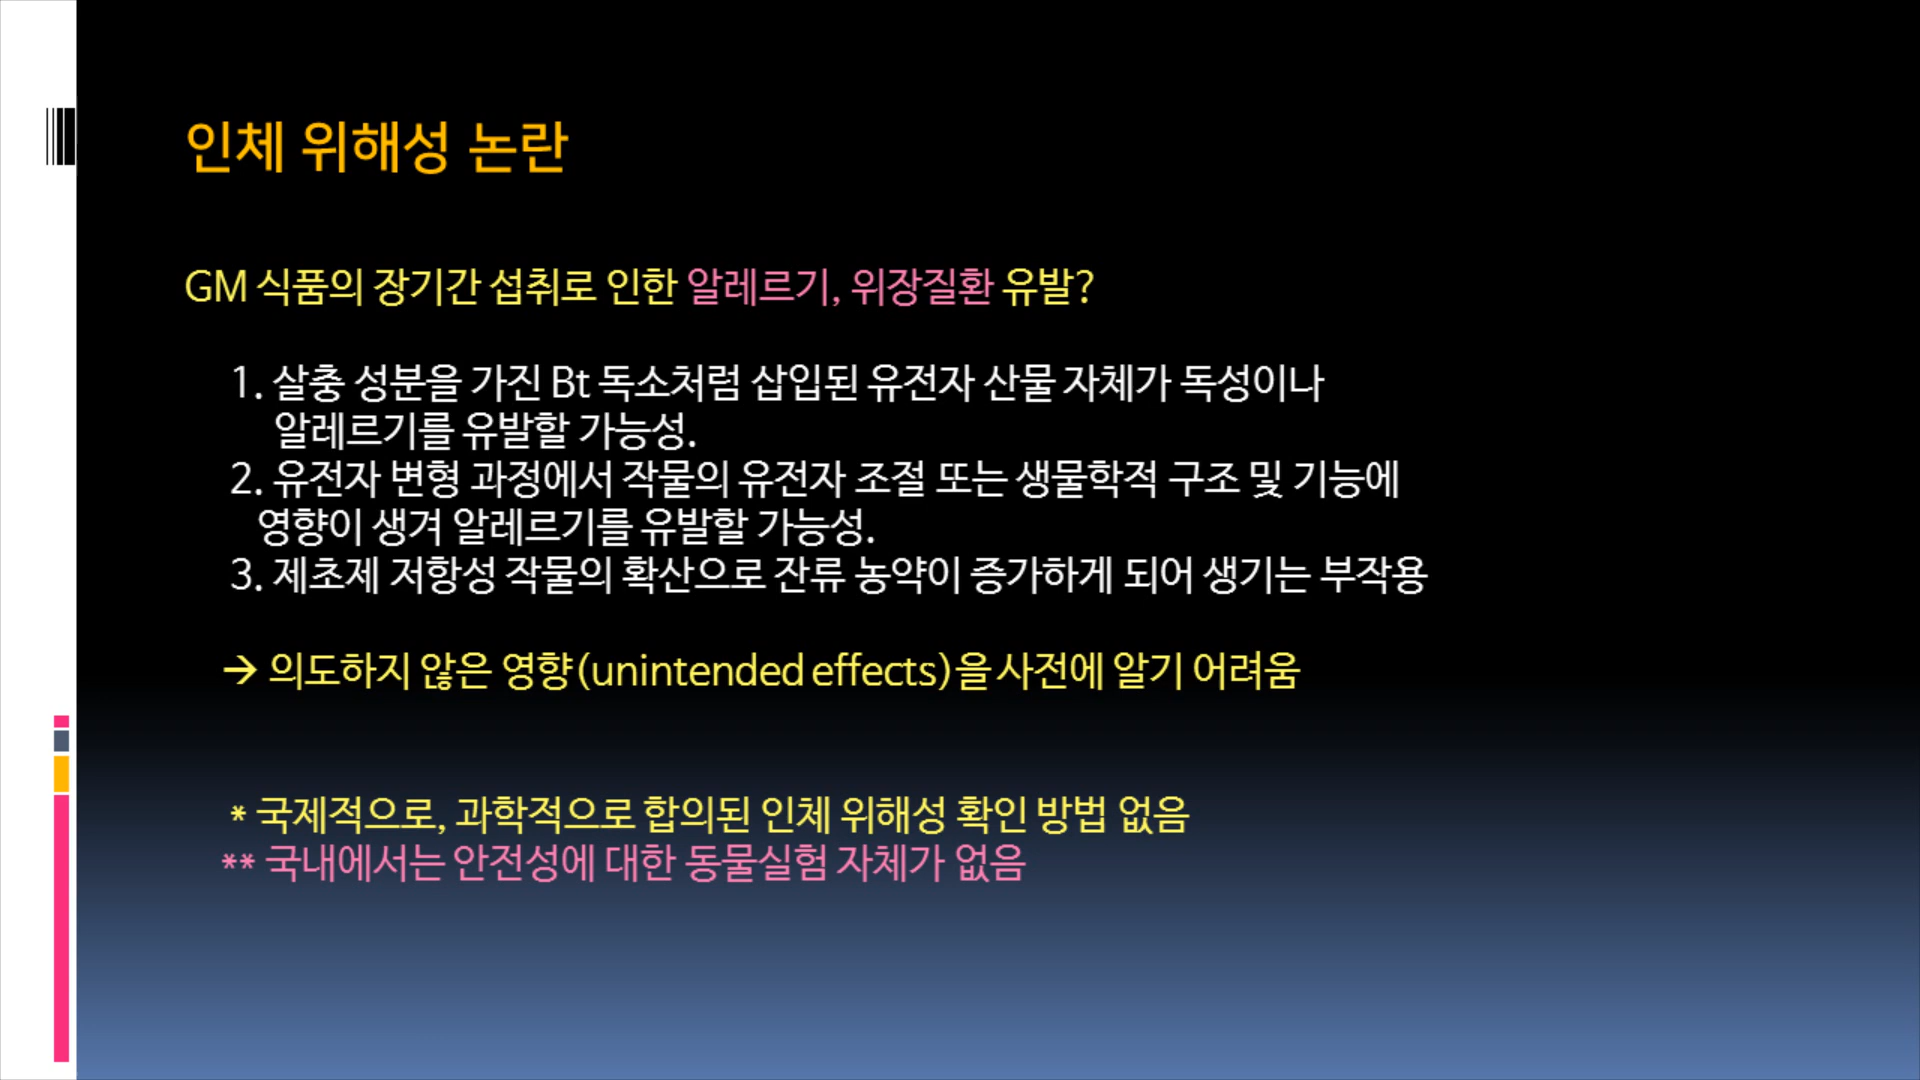 인체 위해성 논란
GM 식품의 장기간 섭취로 인한 알레르기, 위장질환 유발?
1. 살충 성분을 가진 Bt 독소처럼 삽입된 유전자 산물 자체가 독성이나
알레르기를 유발할 가능성.
2. 유전자 변형 과정에서 작물의 유전자 조절 또는 생물학적 구조 및 기능에
영향이 생겨 알레르기를 유발할 가능성.
3. 제초제 저항성 작물의 확산으로 잔류 농약이 증가하게 되어 생기는 부작용
→ 의도하지 않은 영향(unintended effects)을 사전에 알기 어려움
* 국제적으로, 과학적으로 합의된 인체 위해성 확인 방법 없음
** 국내에서는 안전성에 대한 동물실험 자체가 없음